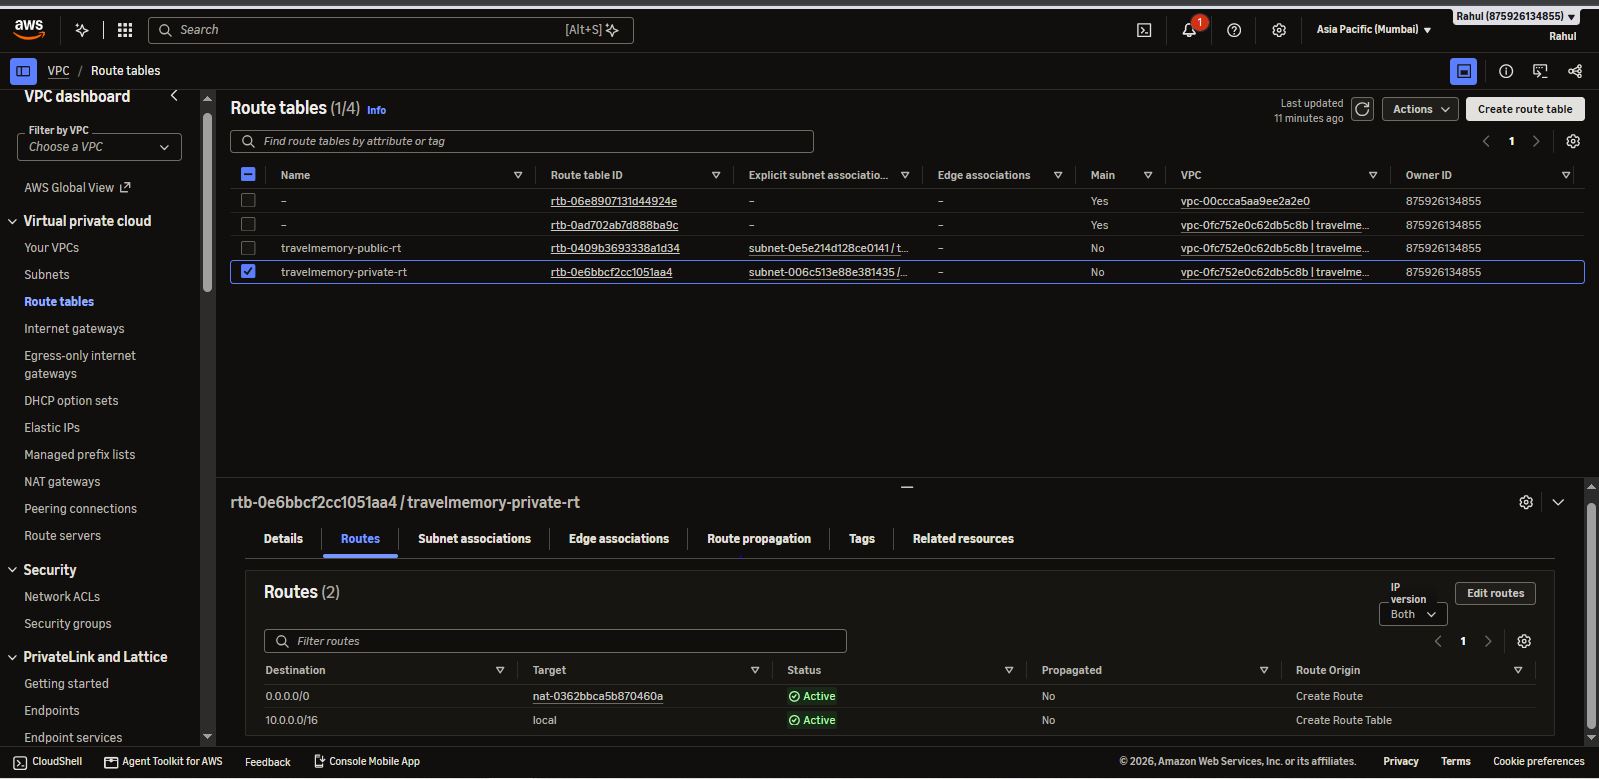 aws
Search
[Alt+S]
1
Asia Pacific (Mumbai)
Rahul (875926134855)
Rahul
VPC / Route tables
VPC dashboard
Filter by VPC
Choose a VPC
AWS Global View
Virtual private cloud
Your VPCs
Subnets
Route tables
Internet gateways
Egress-only internet
gateways
DHCP option sets
Elastic IPs
Managed prefix lists
NAT gateways
Peering connections
Route servers
Security
Network ACLs
Security groups
PrivateLink and Lattice
Getting started
Endpoints
Endpoint services
Route tables (1/4) Info
Last updated
11 minutes ago
Actions
Create route table
Find route tables by attribute or tag
1
Name Route table ID Explicit subnet associatio... Edge associations Main VPC Owner ID
– rtb-06e8907131d44924e – – Yes vpc-00ccca5aa9ee2a2e0 875926134855
– rtb-0ad702ab7d888ba9c – – Yes vpc-0fc752e0c62db5c8b | travelme... 875926134855
travelmemory-public-rt rtb-0409b3693338a1d34 subnet-0e5e214d128ce0141 / t... – No vpc-0fc752e0c62db5c8b | travelme... 875926134855
travelmemory-private-rt rtb-0e6bbcf2cc1051aa4 subnet-006c513e88e381435 /... – No vpc-0fc752e0c62db5c8b | travelme... 875926134855
rtb-0e6bbcf2cc1051aa4 / travelmemory-private-rt
Details Routes Subnet associations Edge associations Route propagation Tags Related resources
Routes (2)
IP
version
Both
Edit routes
Filter routes
1
Destination Target Status Propagated Route Origin
0.0.0.0/0 nat-0362bbca5b870460a Active No Create Route
10.0.0.0/16 local Active No Create Route Table
CloudShell Agent Toolkit for AWS Feedback Console Mobile App © 2026, Amazon Web Services, Inc. or its affiliates. Privacy Terms Cookie preferences